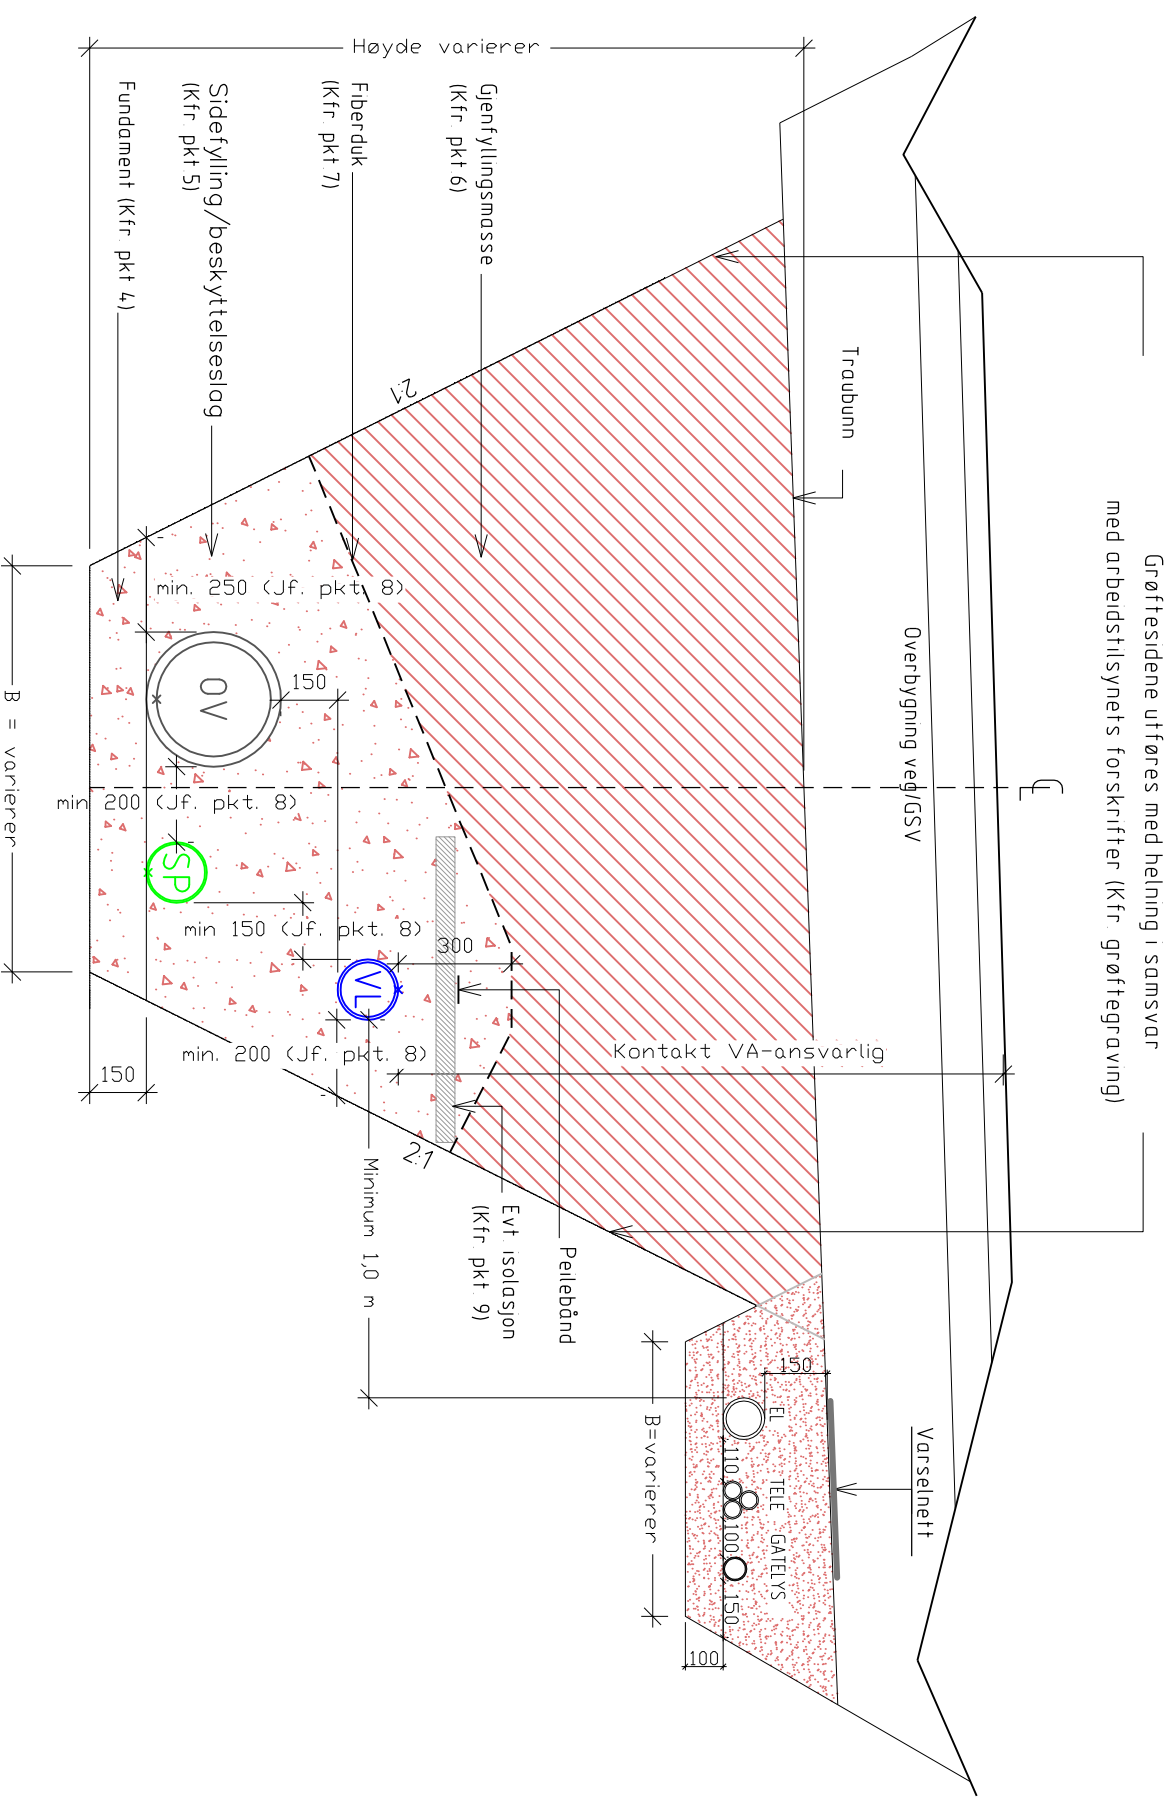 Grøftesidene utføres med helning i samsvar
med arbeidstilsynets forskrifter (Kfr. grøftegraving)
Overbygning veg/GSV
Traubunn
Varselnett
Høyde varierer
Gjenfyllingsmasse
(Kfr. pkt 6)
Fiberduk
(Kfr. pkt 7)
Sidefylling/beskyttelseslag
(Kfr. pkt 5)
Fundament (Kfr. pkt 4)
2:1
2:1
Kontakt VA-ansvarlig
300
150
min. 250 (Jf. pkt. 8)
OV
min 200 (Jf. pkt. 8)
SP
min 150 (Jf. pkt. 8)
VL
min. 200 (Jf. pkt. 8)
150
B = varierer
Peilebånd
Evt. isolasjon
(Kfr. pkt. 9)
Minimum 1,0 m
150
EL
TELE
GATELYS
110
100
150
100
B=varierer